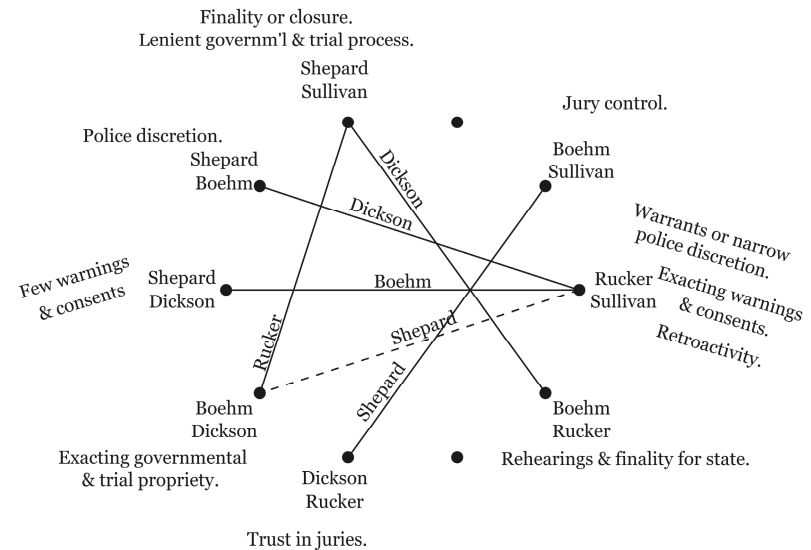 Finality or closure.
Lenient governm'l & trial process.
Shepard
Sullivan
Jury control.
Police discretion.
Shepard
Boehm
Boehm
Sullivan
Dickson
Dickson
Warrants or narrow
police discretion.
Few warnings
& consents
Shepard
Dickson
Boehm
Rucker
Sullivan
Exacting warnings
& consents.
Retroactivity.
Rucker
Shepard
Shepard
Boehm
Dickson
Boehm
Rucker
Exacting governmental
& trial propriety.
Dickson
Rucker
Rehearings & finality for state.
Trust in juries.